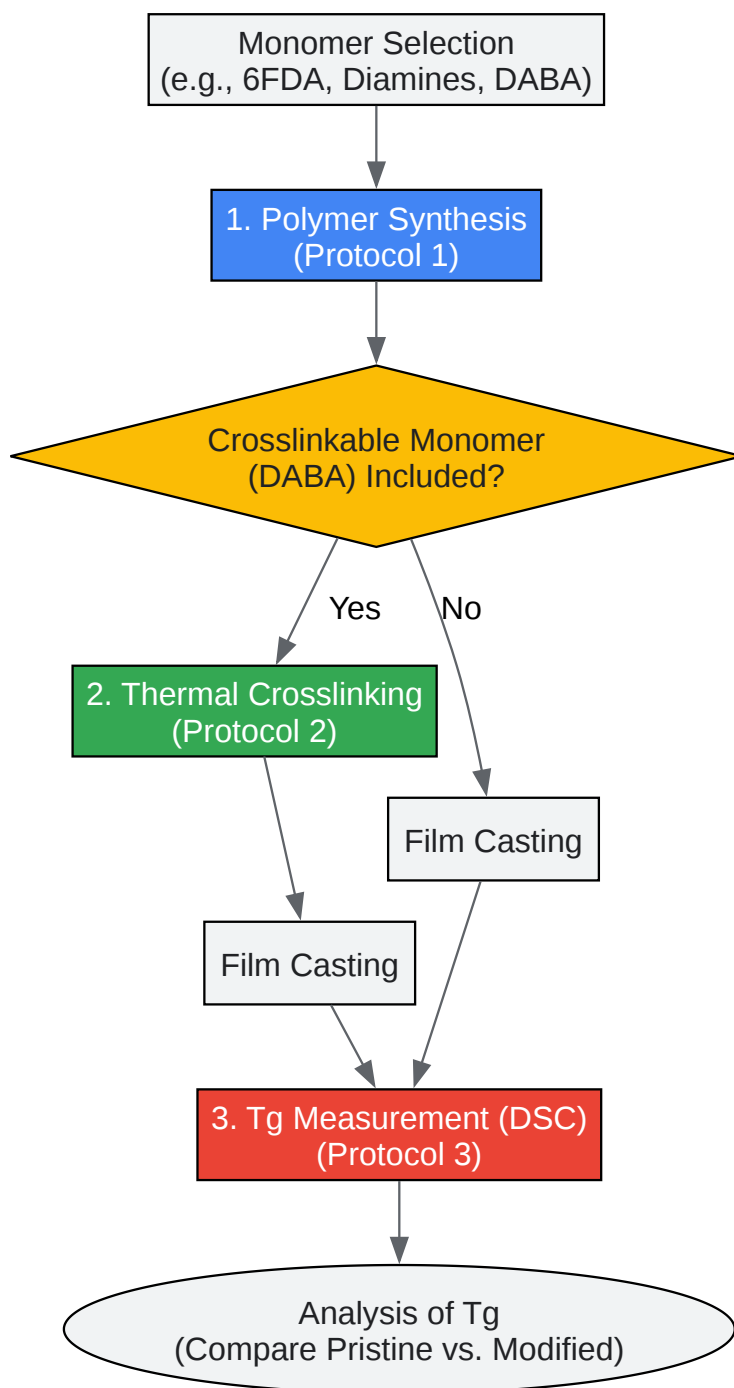 Monomer Selection
(e.g., 6FDA, Diamines, DABA)
1. Polymer Synthesis
(Protocol 1)
Crosslinkable Monomer
(DABA) Included?
Yes
No
2. Thermal Crosslinking
(Protocol 2)
Film Casting
Film Casting
3. Tg Measurement (DSC)
(Protocol 3)
Analysis of Tg
(Compare Pristine vs. Modified)